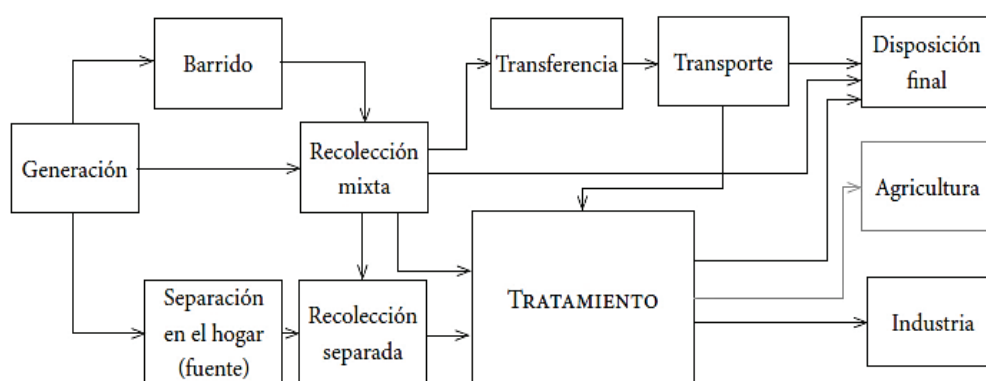 Barrido
Transferencia
Transporte
Disposición
final
Generación
Recolección
mixta
Agricultura
Separación
en el hogar
(fuente)
Recolección
separada
TRATAMIENTO
Industria